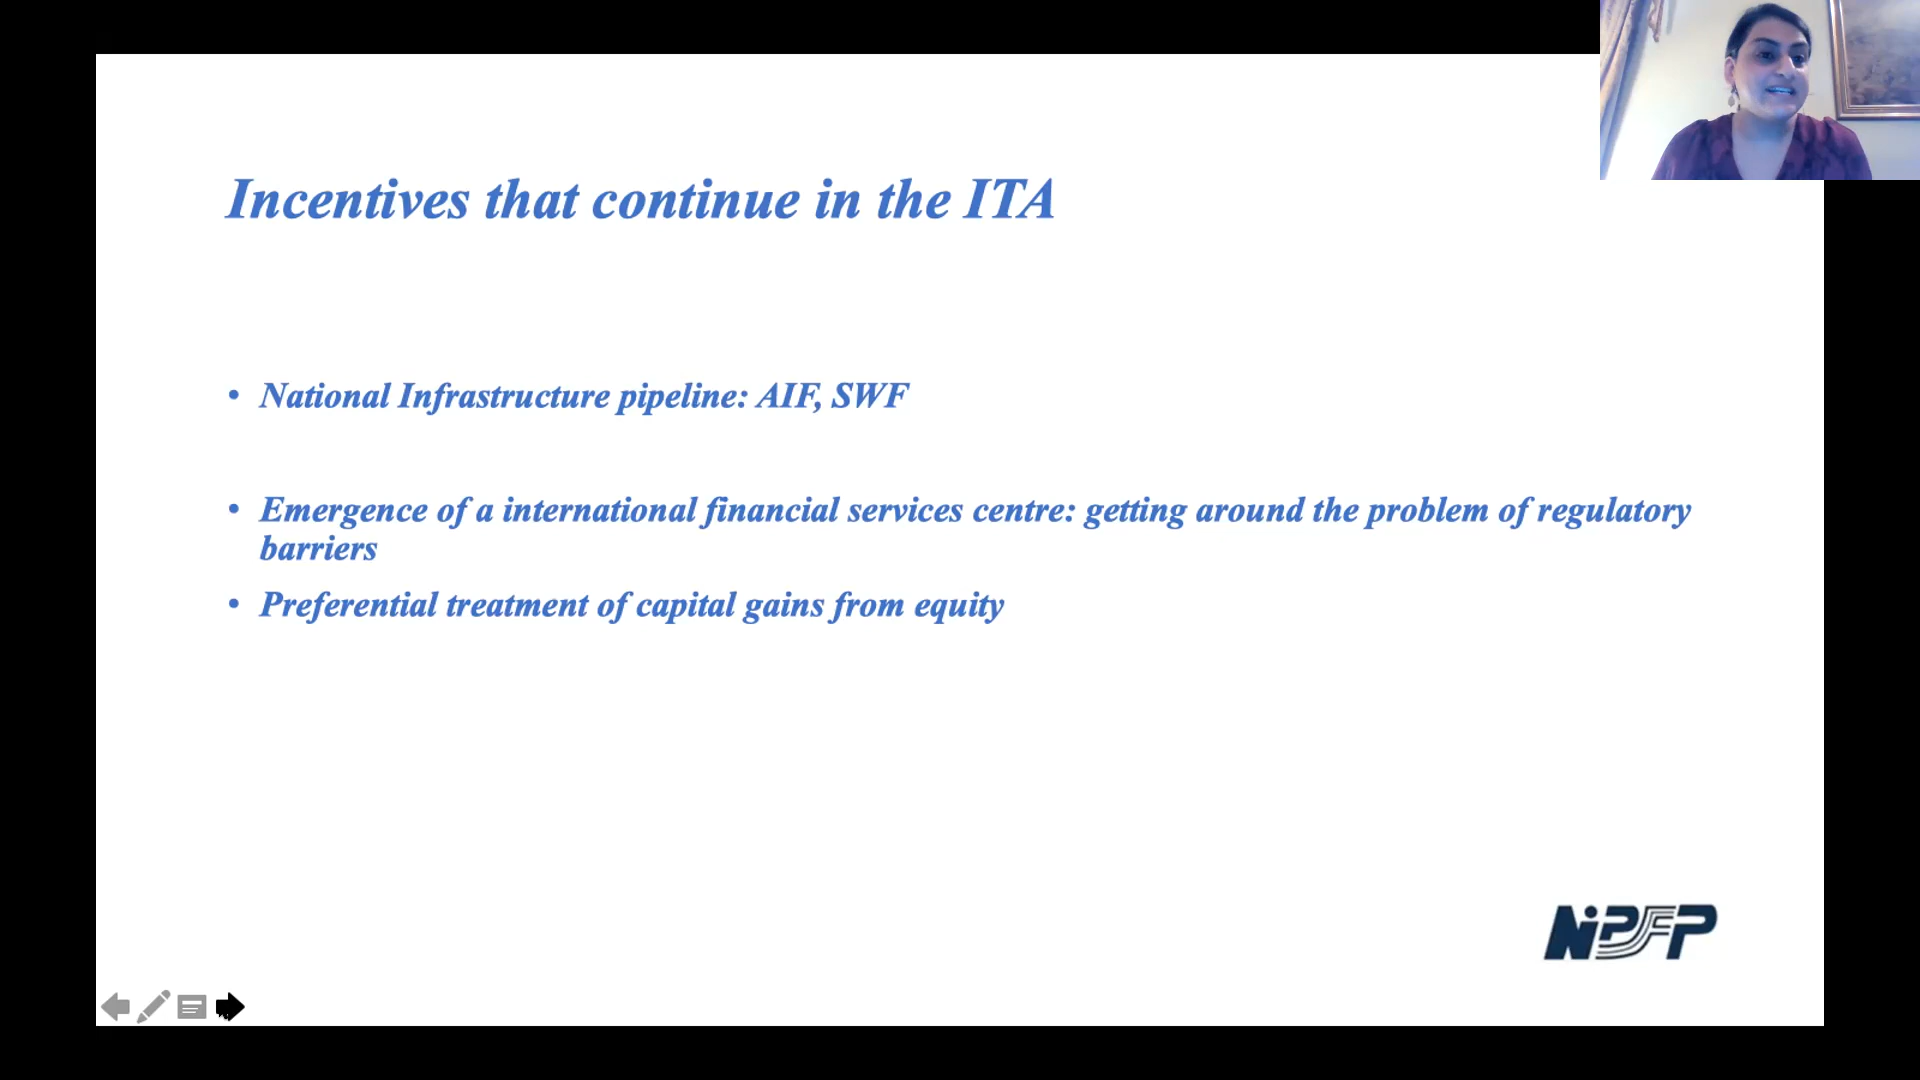 Incentives that continue in the ITA
• National Infrastructure pipeline: AIF, SWF
• Emergence of a international financial services centre: getting around the problem of regulatory
barriers
• Preferential treatment of capital gains from equity
NIPFP